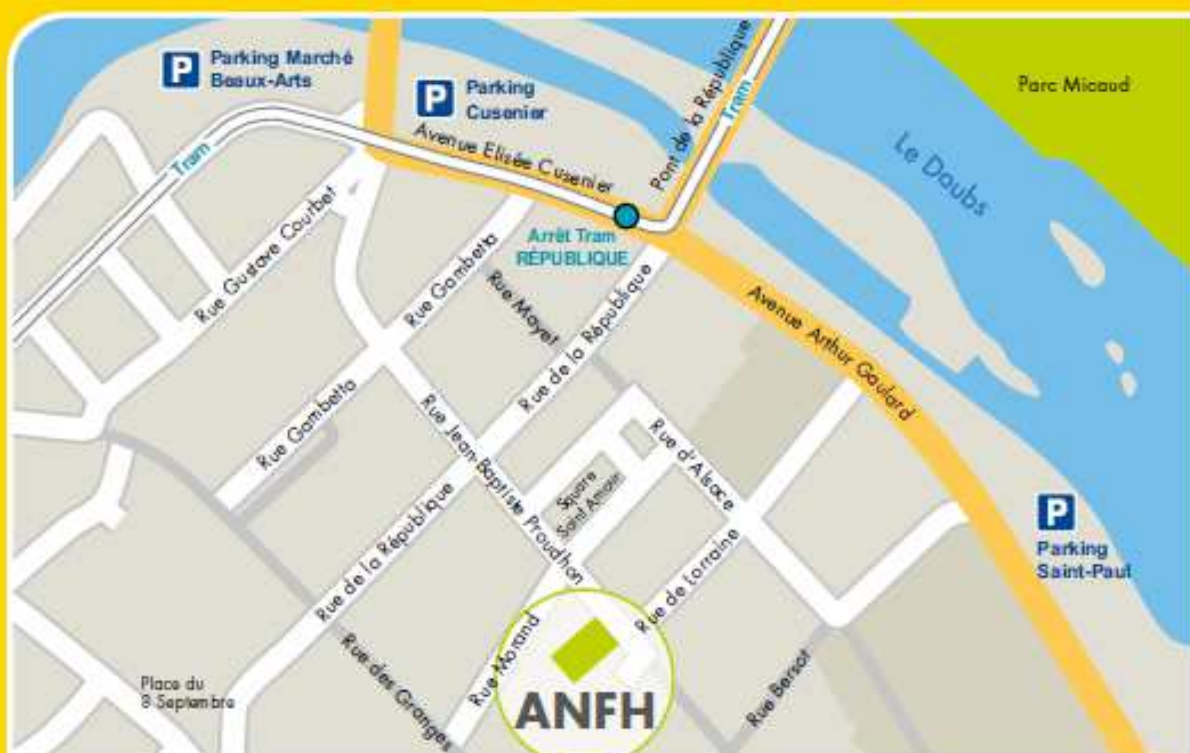 P
Parking Marché
Beaux-Arts
P
Parking
Cusenier
Pont de la République
Tram
Parc Micaud
Tram
Avenue Elisée Cusenier
Le Doubs
Rue Gustave Courbet
Arrêt Tram
RÉPUBLIQUE
Rue Gambetta
Rue Mayet
Rue de la République
Avenue Arthur Gaulard
Rue Gambetta
Rue Jean-Baptiste Proudhon
Rue d'Alsace
Square
Saint Amour
P
Parking
Saint-Paul
Rue de la République
Rue de Lorraine
Rue des Granges
Rue Morand
Rue Bersot
Place du
8 Septembre
ANFH